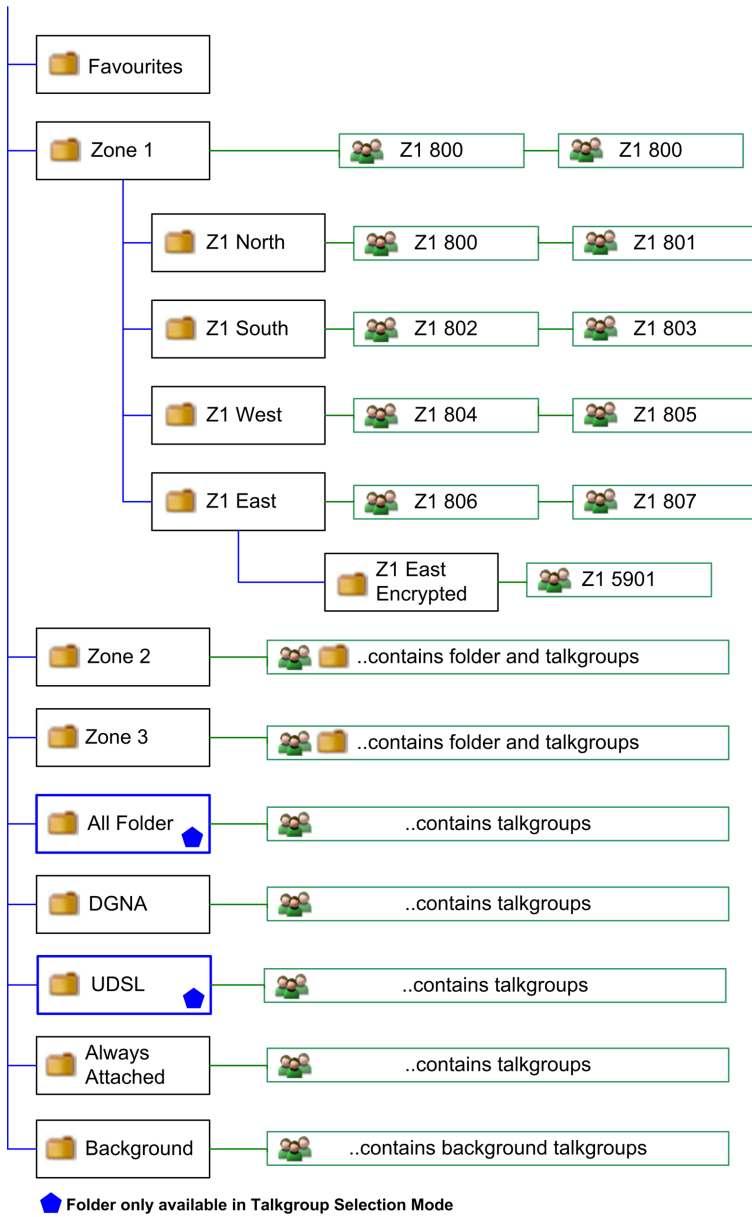 Favourites
Zone 1
Z1 800
Z1 800
Z1 North
Z1 800
Z1 801
Z1 South
Z1 802
Z1 803
Z1 West
Z1 804
Z1 805
Z1 East
Z1 806
Z1 807
Z1 East
Encrypted
Z1 5901
Zone 2
..contains folder and talkgroups
Zone 3
..contains folder and talkgroups
All Folder
..contains talkgroups
DGNA
..contains talkgroups
UDSL
..contains talkgroups
Always
Attached
..contains talkgroups
Background
..contains background talkgroups
Folder only available in Talkgroup Selection Mode